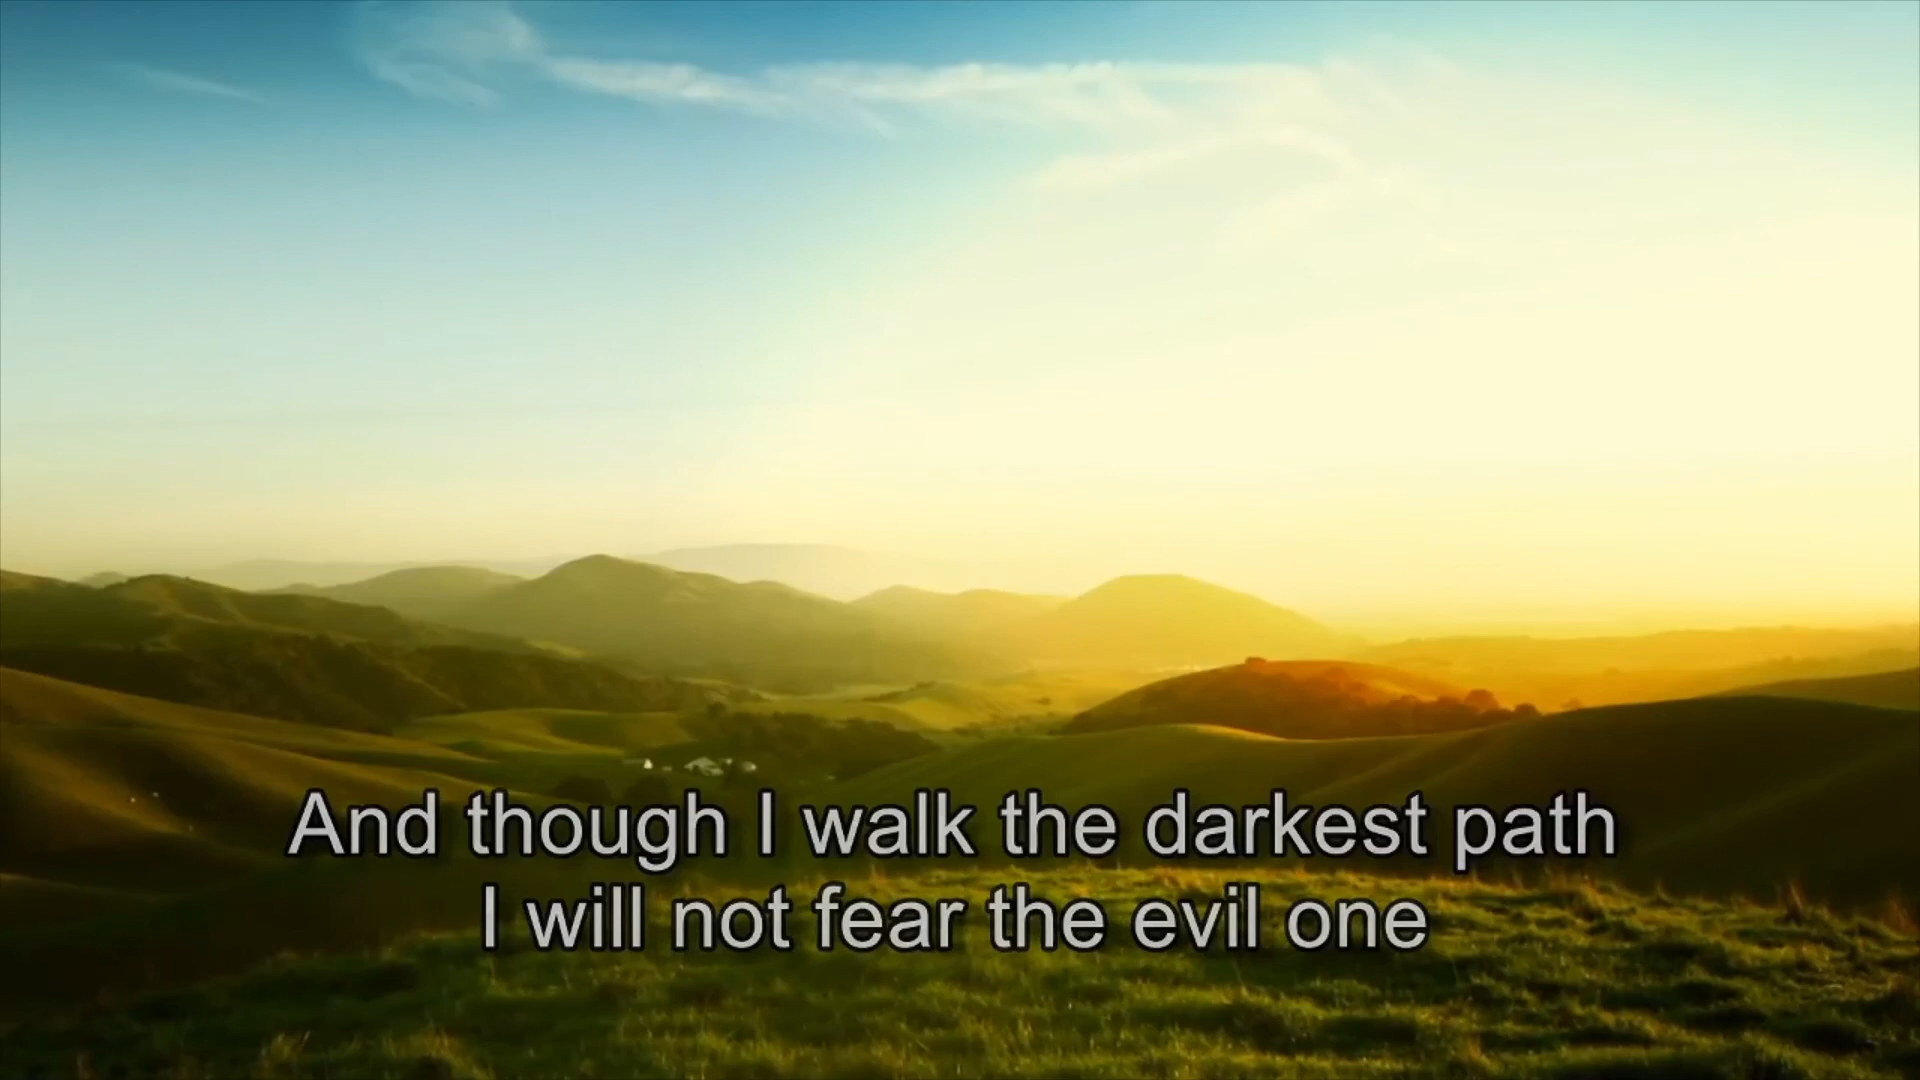 And though I walk the darkest path
I will not fear the evil one